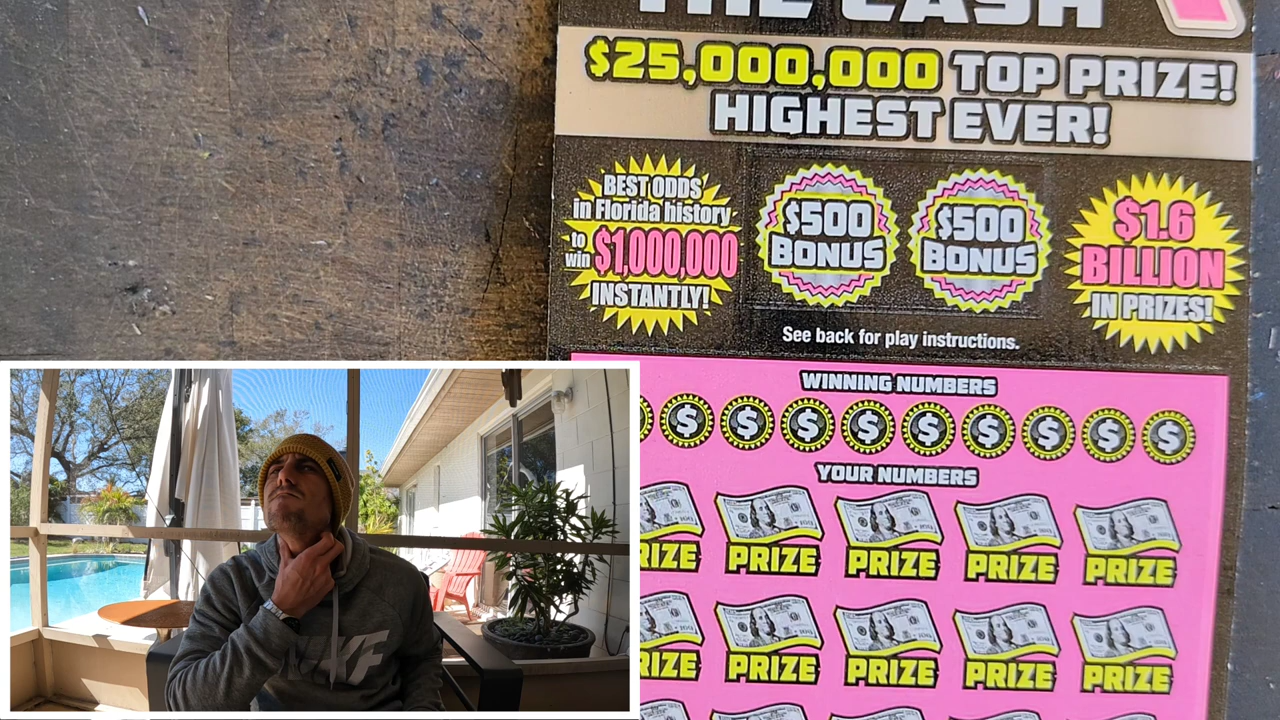 THE CASH
$25,000,000 TOP PRIZE!
HIGHEST EVER!
BEST ODDS
in Florida history
to win $1,000,000
INSTANTLY!
$500
BONUS
$500
BONUS
$1.6
BILLION
IN PRIZES!
See back for play instructions.
WINNING NUMBERS
$ $ $ $ $ $ $ $ $
YOUR NUMBERS
PRIZE PRIZE PRIZE PRIZE
PRIZE PRIZE PRIZE PRIZE